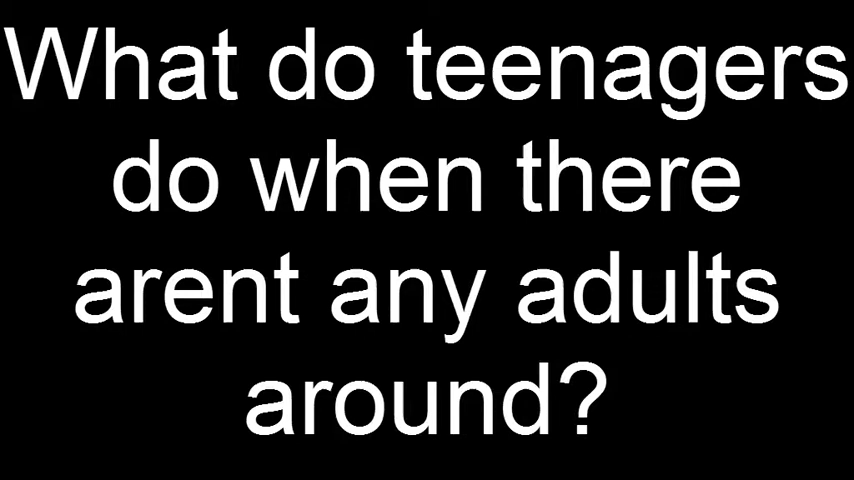 What do teenagers
do when there
arent any adults
around?